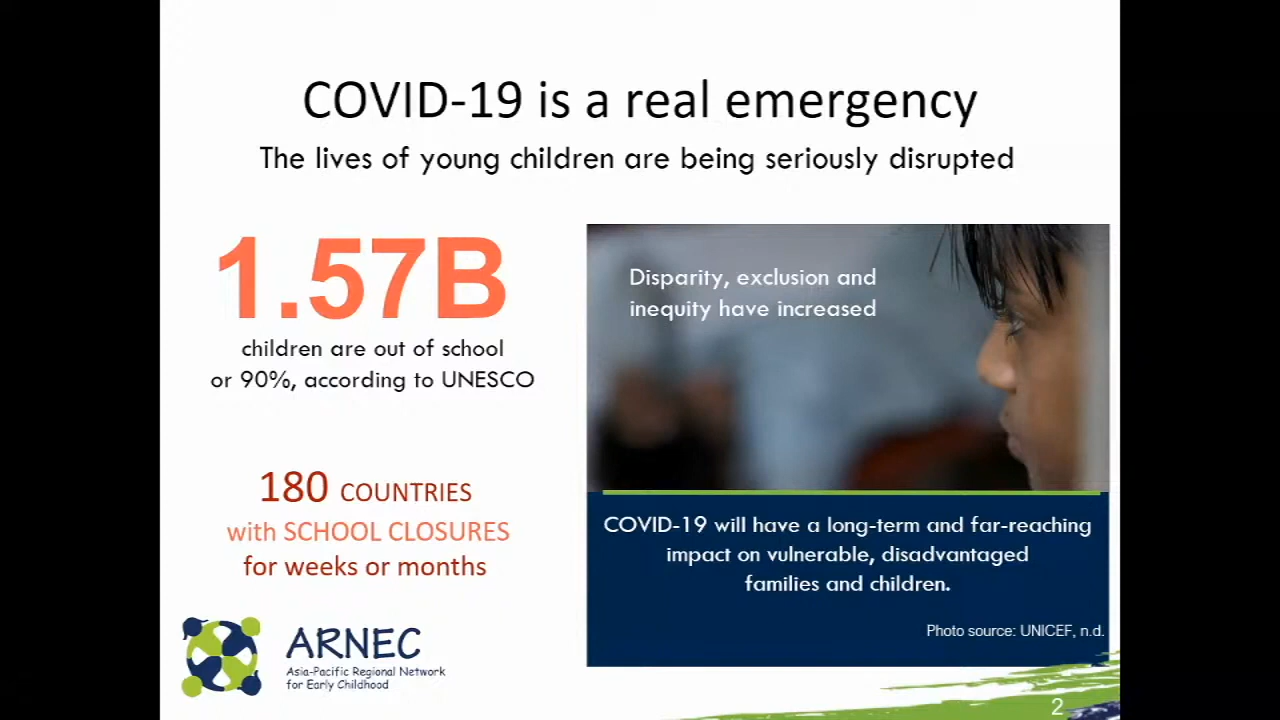 COVID-19 is a real emergency
The lives of young children are being seriously disrupted
1.57B
children are out of school
or 90%, according to UNESCO
180 COUNTRIES
with SCHOOL CLOSURES
for weeks or months
Disparity, exclusion and
inequity have increased
COVID-19 will have a long-term and far-reaching
impact on vulnerable, disadvantaged
families and children.
Photo source: UNICEF, n.d.
ARNEC
Asia-Pacific Regional Network
for Early Childhood
2